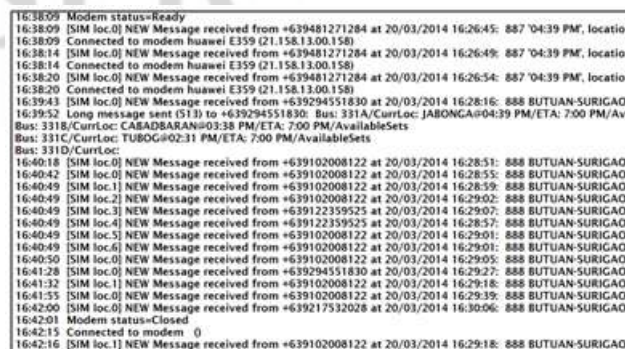 16:38:09 Modem status=Ready
16:38:09 [SIM loc.0] NEW Message received from +639481271284 at 20/03/2014 16:26:45: 887 '04:39 PM', locatio
16:38:09 Connected to modem huawei E359 (21.158.13.00.158)
16:38:14 [SIM loc.0] NEW Message received from +639481271284 at 20/03/2014 16:26:49: 887 '04:39 PM', locatio
16:38:14 Connected to modem huawei E359 (21.158.13.00.158)
16:38:20 [SIM loc.0] NEW Message received from +639481271284 at 20/03/2014 16:26:54: 887 '04:39 PM', locatio
16:38:20 Connected to modem huawei E359 (21.158.13.00.158)
16:39:43 [SIM loc.0] NEW Message received from +639294551830 at 20/03/2014 16:28:16: 888 BUTUAN-SURIGAO
16:39:52 Long message sent (513) to +639294551830: Bus: 331A/CurrLoc: JABONGA@04:39 PM/ETA: 7:00 PM/Av
Bus: 331B/CurrLoc: CABADBARAN@03:38 PM/ETA: 7:00 PM/AvailableSets
Bus: 331C/CurrLoc: TUBOG@02:31 PM/ETA: 7:00 PM/AvailableSets
Bus: 331D/CurrLoc:
16:40:18 [SIM loc.0] NEW Message received from +639102008122 at 20/03/2014 16:28:51: 888 BUTUAN-SURIGAO
16:40:42 [SIM loc.0] NEW Message received from +639102008122 at 20/03/2014 16:28:55: 888 BUTUAN-SURIGAO
16:40:49 [SIM loc.1] NEW Message received from +639102008122 at 20/03/2014 16:28:59: 888 BUTUAN-SURIGAO
16:40:49 [SIM loc.2] NEW Message received from +639102008122 at 20/03/2014 16:29:02: 888 BUTUAN-SURIGAO
16:40:49 [SIM loc.3] NEW Message received from +639122359525 at 20/03/2014 16:29:07: 888 BUTUAN-SURIGAO
16:40:49 [SIM loc.4] NEW Message received from +639122359525 at 20/03/2014 16:28:57: 888 BUTUAN-SURIGAO
16:40:49 [SIM loc.5] NEW Message received from +639102008122 at 20/03/2014 16:29:01: 888 BUTUAN-SURIGAO
16:40:49 [SIM loc.6] NEW Message received from +639102008122 at 20/03/2014 16:29:01: 888 BUTUAN-SURIGAO
16:40:50 [SIM loc.0] NEW Message received from +639102008122 at 20/03/2014 16:29:05: 888 BUTUAN-SURIGAO
16:41:28 [SIM loc.0] NEW Message received from +639294551830 at 20/03/2014 16:29:27: 888 BUTUAN-SURIGAO
16:41:32 [SIM loc.1] NEW Message received from +639102008122 at 20/03/2014 16:29:18: 888 BUTUAN-SURIGAO
16:41:55 [SIM loc.0] NEW Message received from +639102008122 at 20/03/2014 16:29:39: 888 BUTUAN-SURIGAO
16:42:00 [SIM loc.0] NEW Message received from +639217532028 at 20/03/2014 16:30:06: 888 BUTUAN-SURIGAO
16:42:01 Modem status=Closed
16:42:15 Connected to modem ()
16:42:16 [SIM loc.1] NEW Message received from +639102008122 at 20/03/2014 16:29:18: 888 BUTUAN-SURIGAO